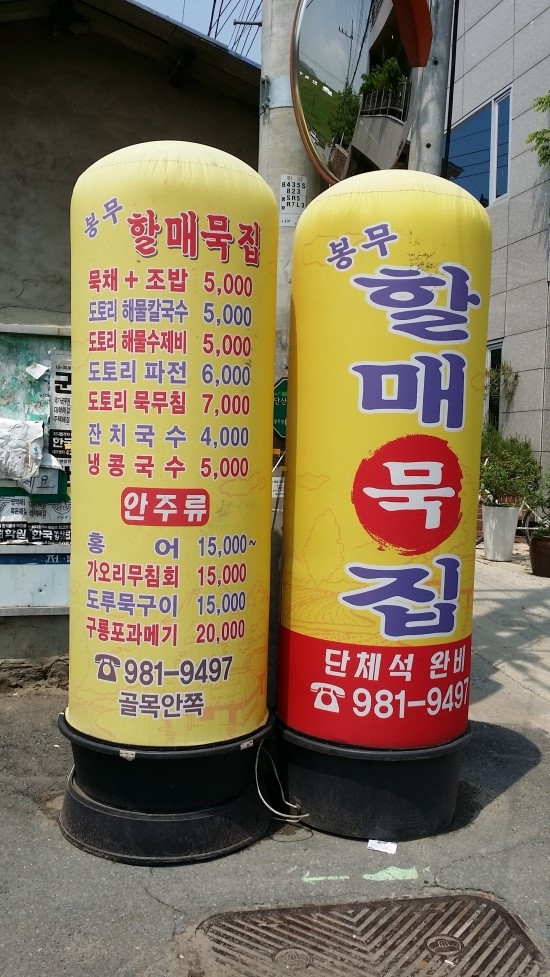 봉무
할매묵집
묵채 + 조밥 5,000
도토리 해물칼국수 5,000
도토리 해물수제비 5,000
도토리 파전 6,000
도토리 묵무침 7,000
잔치국수 4,000
냉콩국수 5,000
안주류
홍 어 15,000~
가오리무침회 15,000
도루묵구이 15,000
구룡포과메기 20,000
☎981-9497
골목안쪽
봉무
할
매
묵
집
단체석 완비
☎981-9497
8435S
823